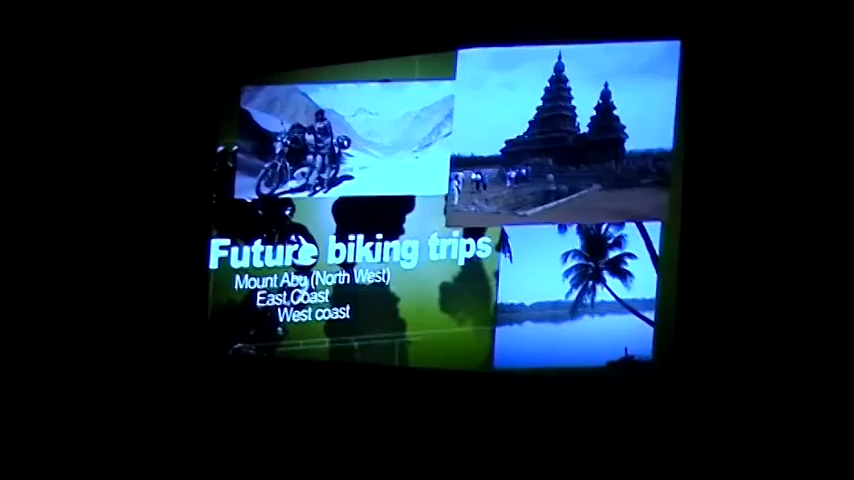 Future biking trips
Mount Abu (North West)
East Coast
West coast